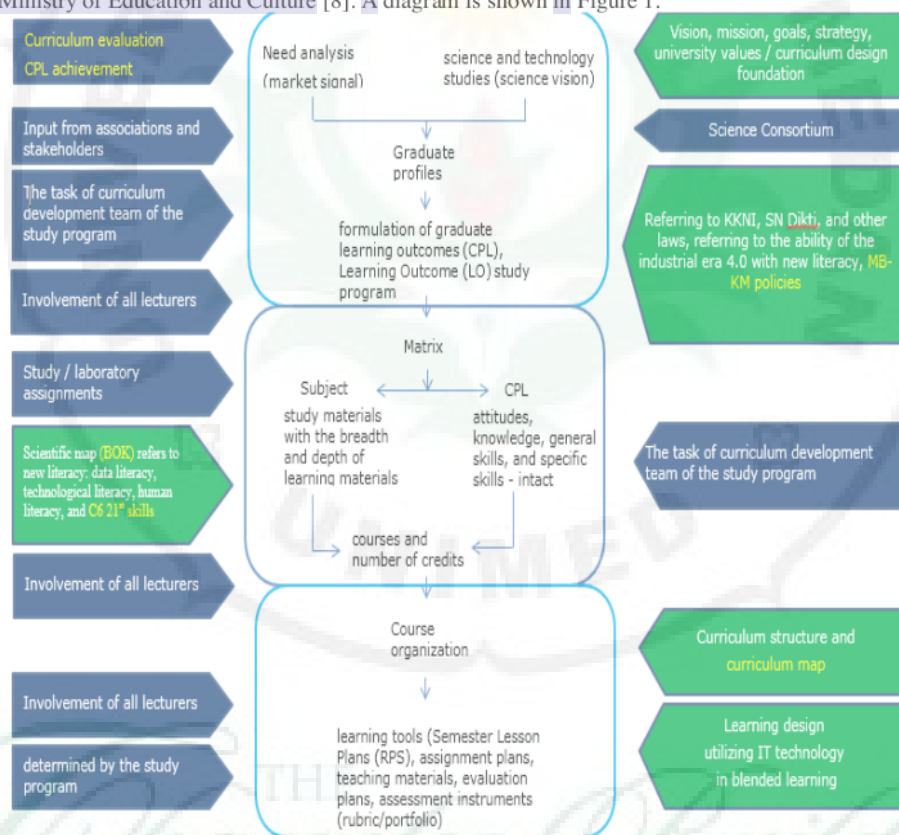 Ministry of Education and Culture [8]. A diagram is shown in Figure 1.
Curriculum evaluation
CPL achievement
Input from associations and
stakeholders
The task of curriculum
development team of the
study program
Involvement of all lecturers
Study / laboratory
assignments
Scientific map (BOK) refers to
new literacy: data literacy,
technological literacy, human
literacy, and C6 21st skills
Involvement of all lecturers
Involvement of all lecturers
determined by the study
program
Need analysis
(market signal)
science and technology
studies (science vision)
Graduate
profiles
formulation of graduate
learning outcomes (CPL),
Learning Outcome (LO) study
program
Matrix
Subject
study materials
with the breadth
and depth of
learning materials
CPL
attitudes,
knowledge, general
skills, and specific
skills - intact
courses and
number of credits
Course
organization
learning tools (Semester Lesson
Plans (RPS), assignment plans,
teaching materials, evaluation
plans, assessment instruments
(rubric/portfolio)
Vision, mission, goals, strategy,
university values / curriculum design
foundation
Science Consortium
Referring to KKNI, SN Dikti, and other
laws, referring to the ability of the
industrial era 4.0 with new literacy, MB-
KM policies
The task of curriculum development
team of the study program
Curriculum structure and
curriculum map
Learning design
utilizing IT technology
in blended learning
UNIMED
THE